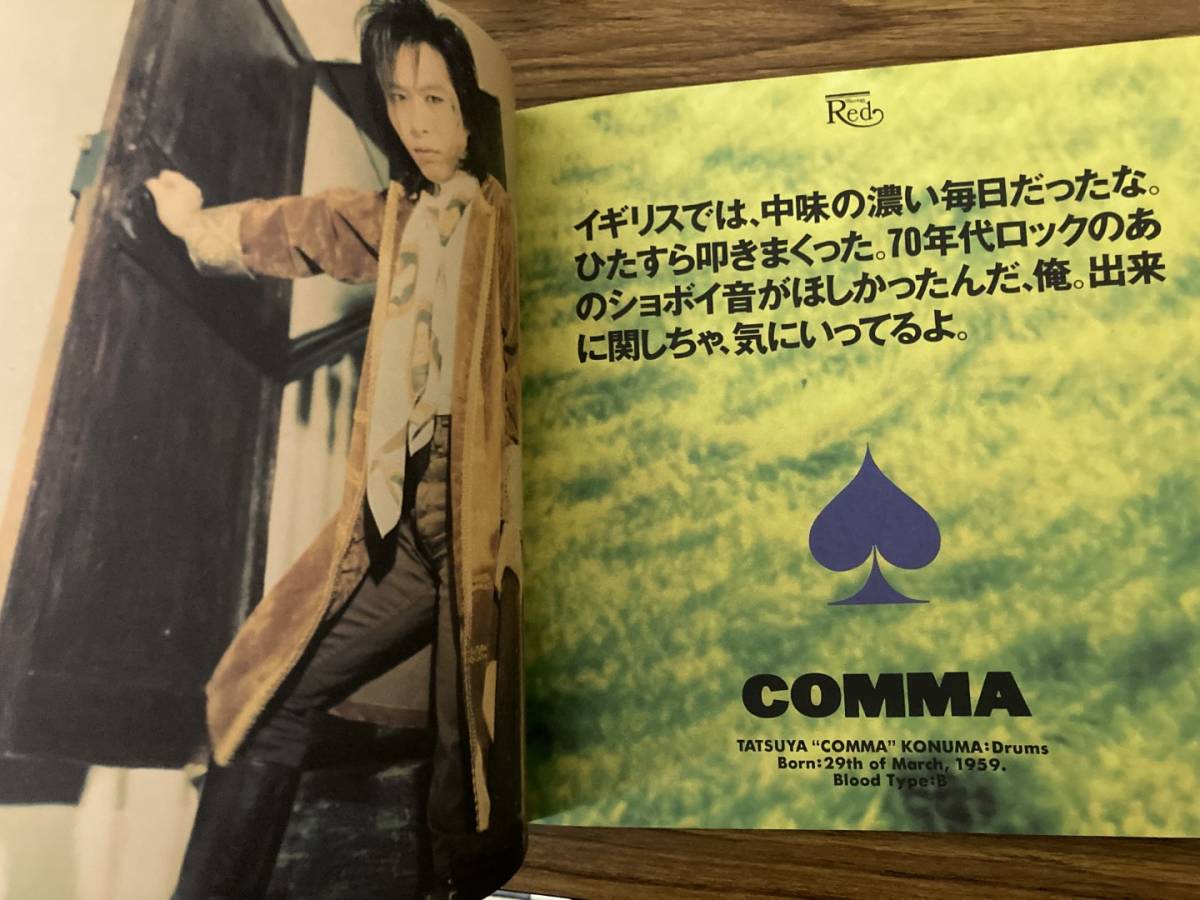 Red
イギリスでは、中味の濃い毎日だったな。
ひたすら叩きまくった。70年代ロックのあ
のショボイ音がほしかったんだ、俺。出来
に関しちゃ、気にいってるよ。
COMMA
TATSUYA “COMMA” KONUMA:Drums
Born:29th of March, 1959.
Blood Type:B